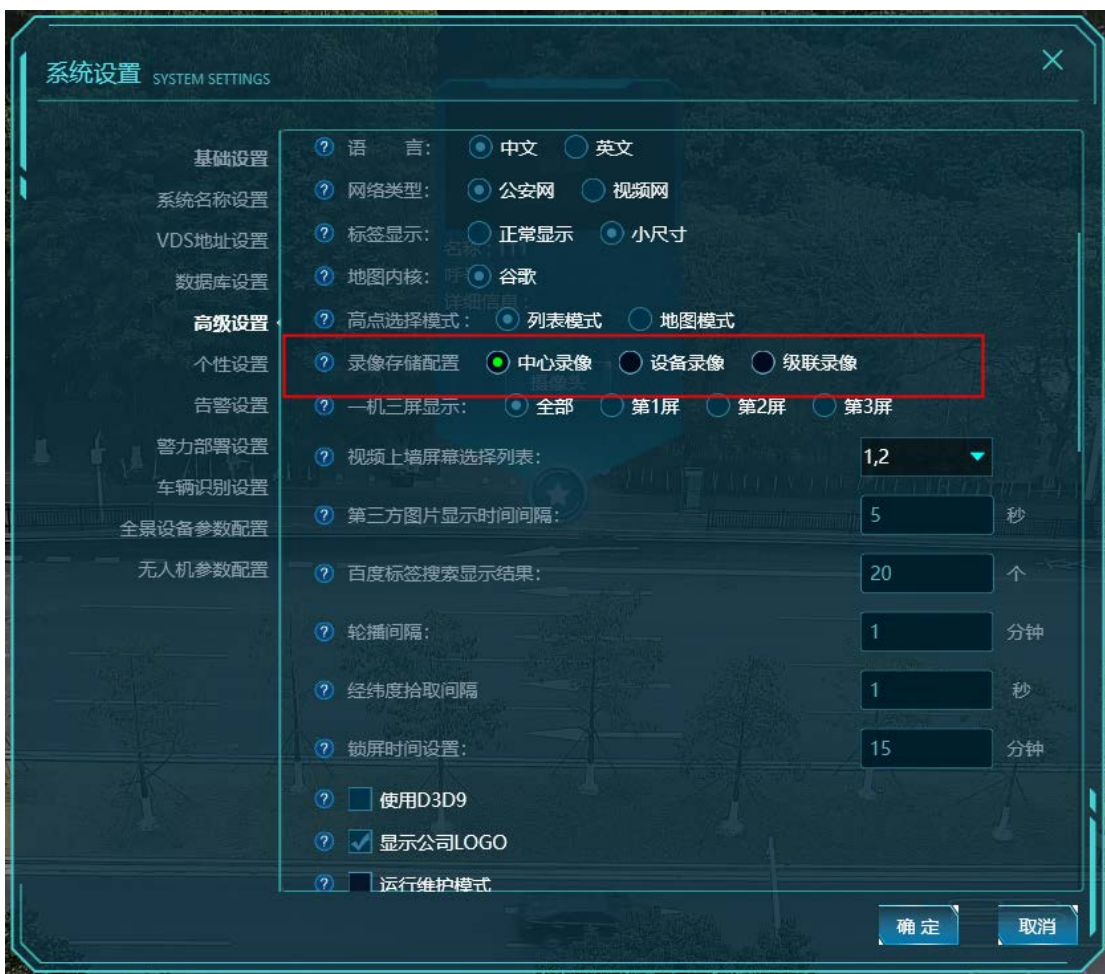 系统设置 SYSTEM SETTINGS
基础设置
系统名称设置
VDS地址设置
数据库设置
高级设置
个性设置
告警设置
警力部署设置
车辆识别设置
全景设备参数配置
无人机参数配置
语 言: 中文 英文
网络类型: 公安网 视频网
标签显示: 正常显示 小尺寸
地图内核: 谷歌
高点选择模式: 列表模式 地图模式
录像存储配置 中心录像 设备录像 级联录像
一机三屏显示: 全部 第1屏 第2屏 第3屏
视频上墙屏幕选择列表: 1,2
第三方图片显示时间间隔: 5 秒
百度标签搜索显示结果: 20 个
轮播间隔: 1 分钟
经纬度拾取间隔 1 秒
锁屏时间设置: 15 分钟
使用D3D9
显示公司LOGO
运行维护模式
详细信息:
摄像头
确定 取消